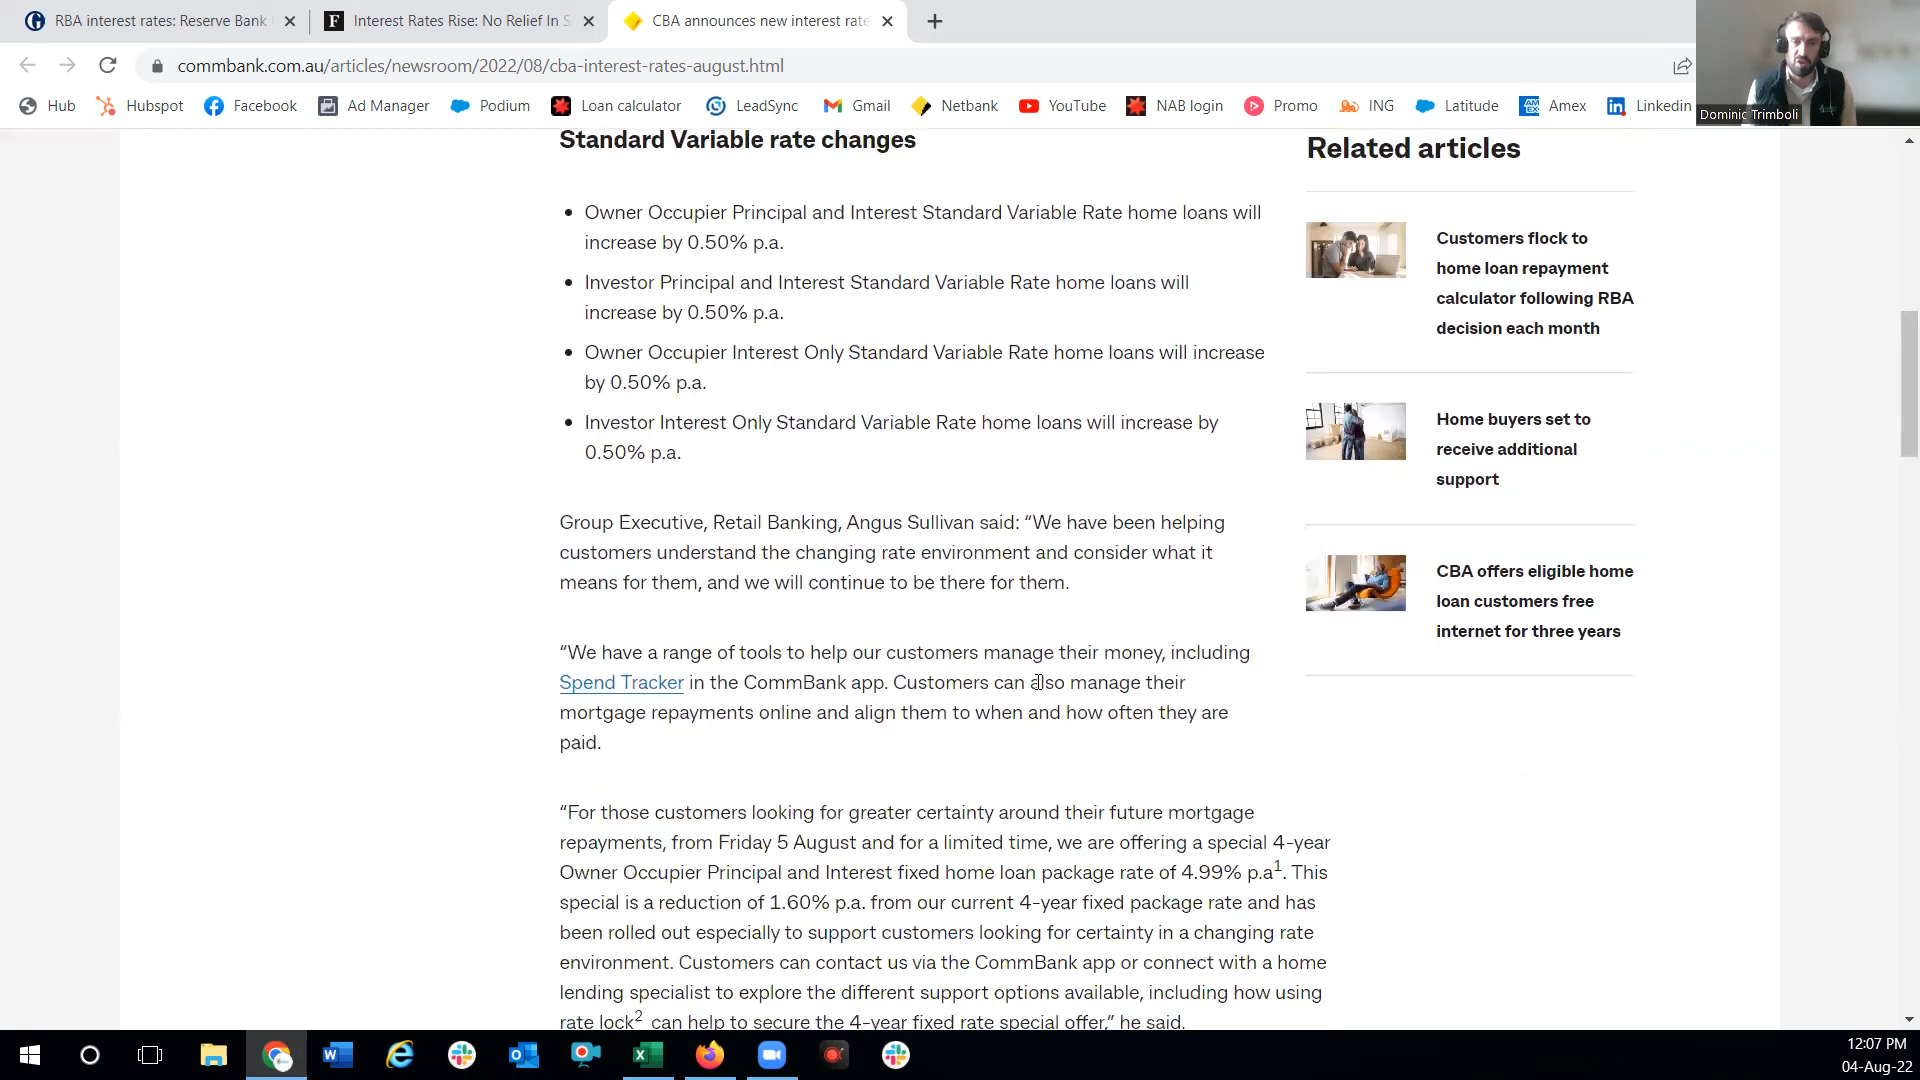 RBA interest rates: Reserve Bank
Interest Rates Rise: No Relief In S
CBA announces new interest rate
commbank.com.au/articles/newsroom/2022/08/cba-interest-rates-august.html
Hub
Hubspot
Facebook
Ad Manager
Podium
Loan calculator
LeadSync
Gmail
Netbank
YouTube
NAB login
Promo
ING
Latitude
Amex
Linkedin
Dominic Trimboli
Standard Variable rate changes
• Owner Occupier Principal and Interest Standard Variable Rate home loans will
increase by 0.50% p.a.
• Investor Principal and Interest Standard Variable Rate home loans will
increase by 0.50% p.a.
• Owner Occupier Interest Only Standard Variable Rate home loans will increase
by 0.50% p.a.
• Investor Interest Only Standard Variable Rate home loans will increase by
0.50% p.a.
Group Executive, Retail Banking, Angus Sullivan said: “We have been helping
customers understand the changing rate environment and consider what it
means for them, and we will continue to be there for them.
“We have a range of tools to help our customers manage their money, including
Spend Tracker in the CommBank app. Customers can also manage their
mortgage repayments online and align them to when and how often they are
paid.
“For those customers looking for greater certainty around their future mortgage
repayments, from Friday 5 August and for a limited time, we are offering a special 4-year
Owner Occupier Principal and Interest fixed home loan package rate of 4.99% p.a1. This
special is a reduction of 1.60% p.a. from our current 4-year fixed package rate and has
been rolled out especially to support customers looking for certainty in a changing rate
environment. Customers can contact us via the CommBank app or connect with a home
lending specialist to explore the different support options available, including how using
rate lock2 can help to secure the 4-year fixed rate special offer,” he said.
Related articles
Customers flock to
home loan repayment
calculator following RBA
decision each month
Home buyers set to
receive additional
support
CBA offers eligible home
loan customers free
internet for three years
12:07 PM
04-Aug-22